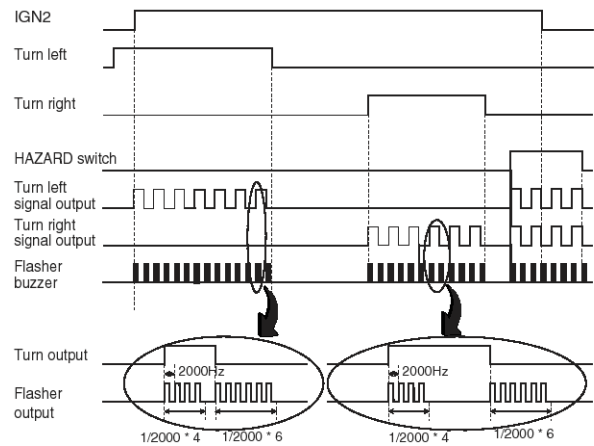 IGN2
Turn left
Turn right
HAZARD switch
Turn left
signal output
Turn right
signal output
Flasher
buzzer
Turn output
2000Hz
2000Hz
Flasher
output
1/2000 * 4
1/2000 * 6
1/2000 * 4
1/2000 * 6